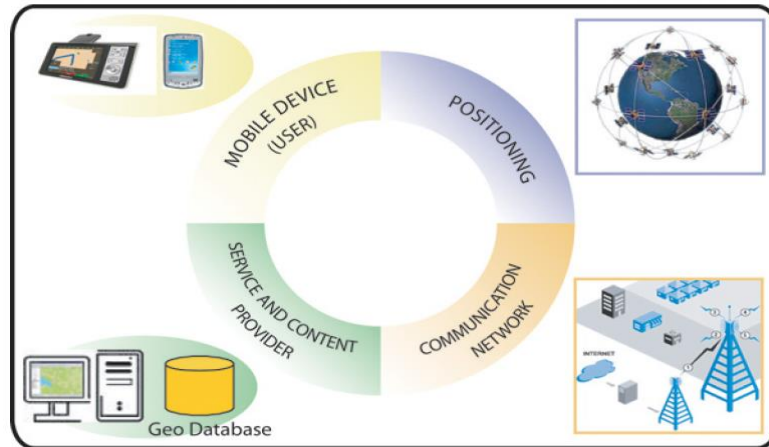 MOBILE DEVICE
(USER)
POSITIONING
SERVICE AND CONTENT
PROVIDER
COMMUNICATION
NETWORK
INTERNET
Geo Database